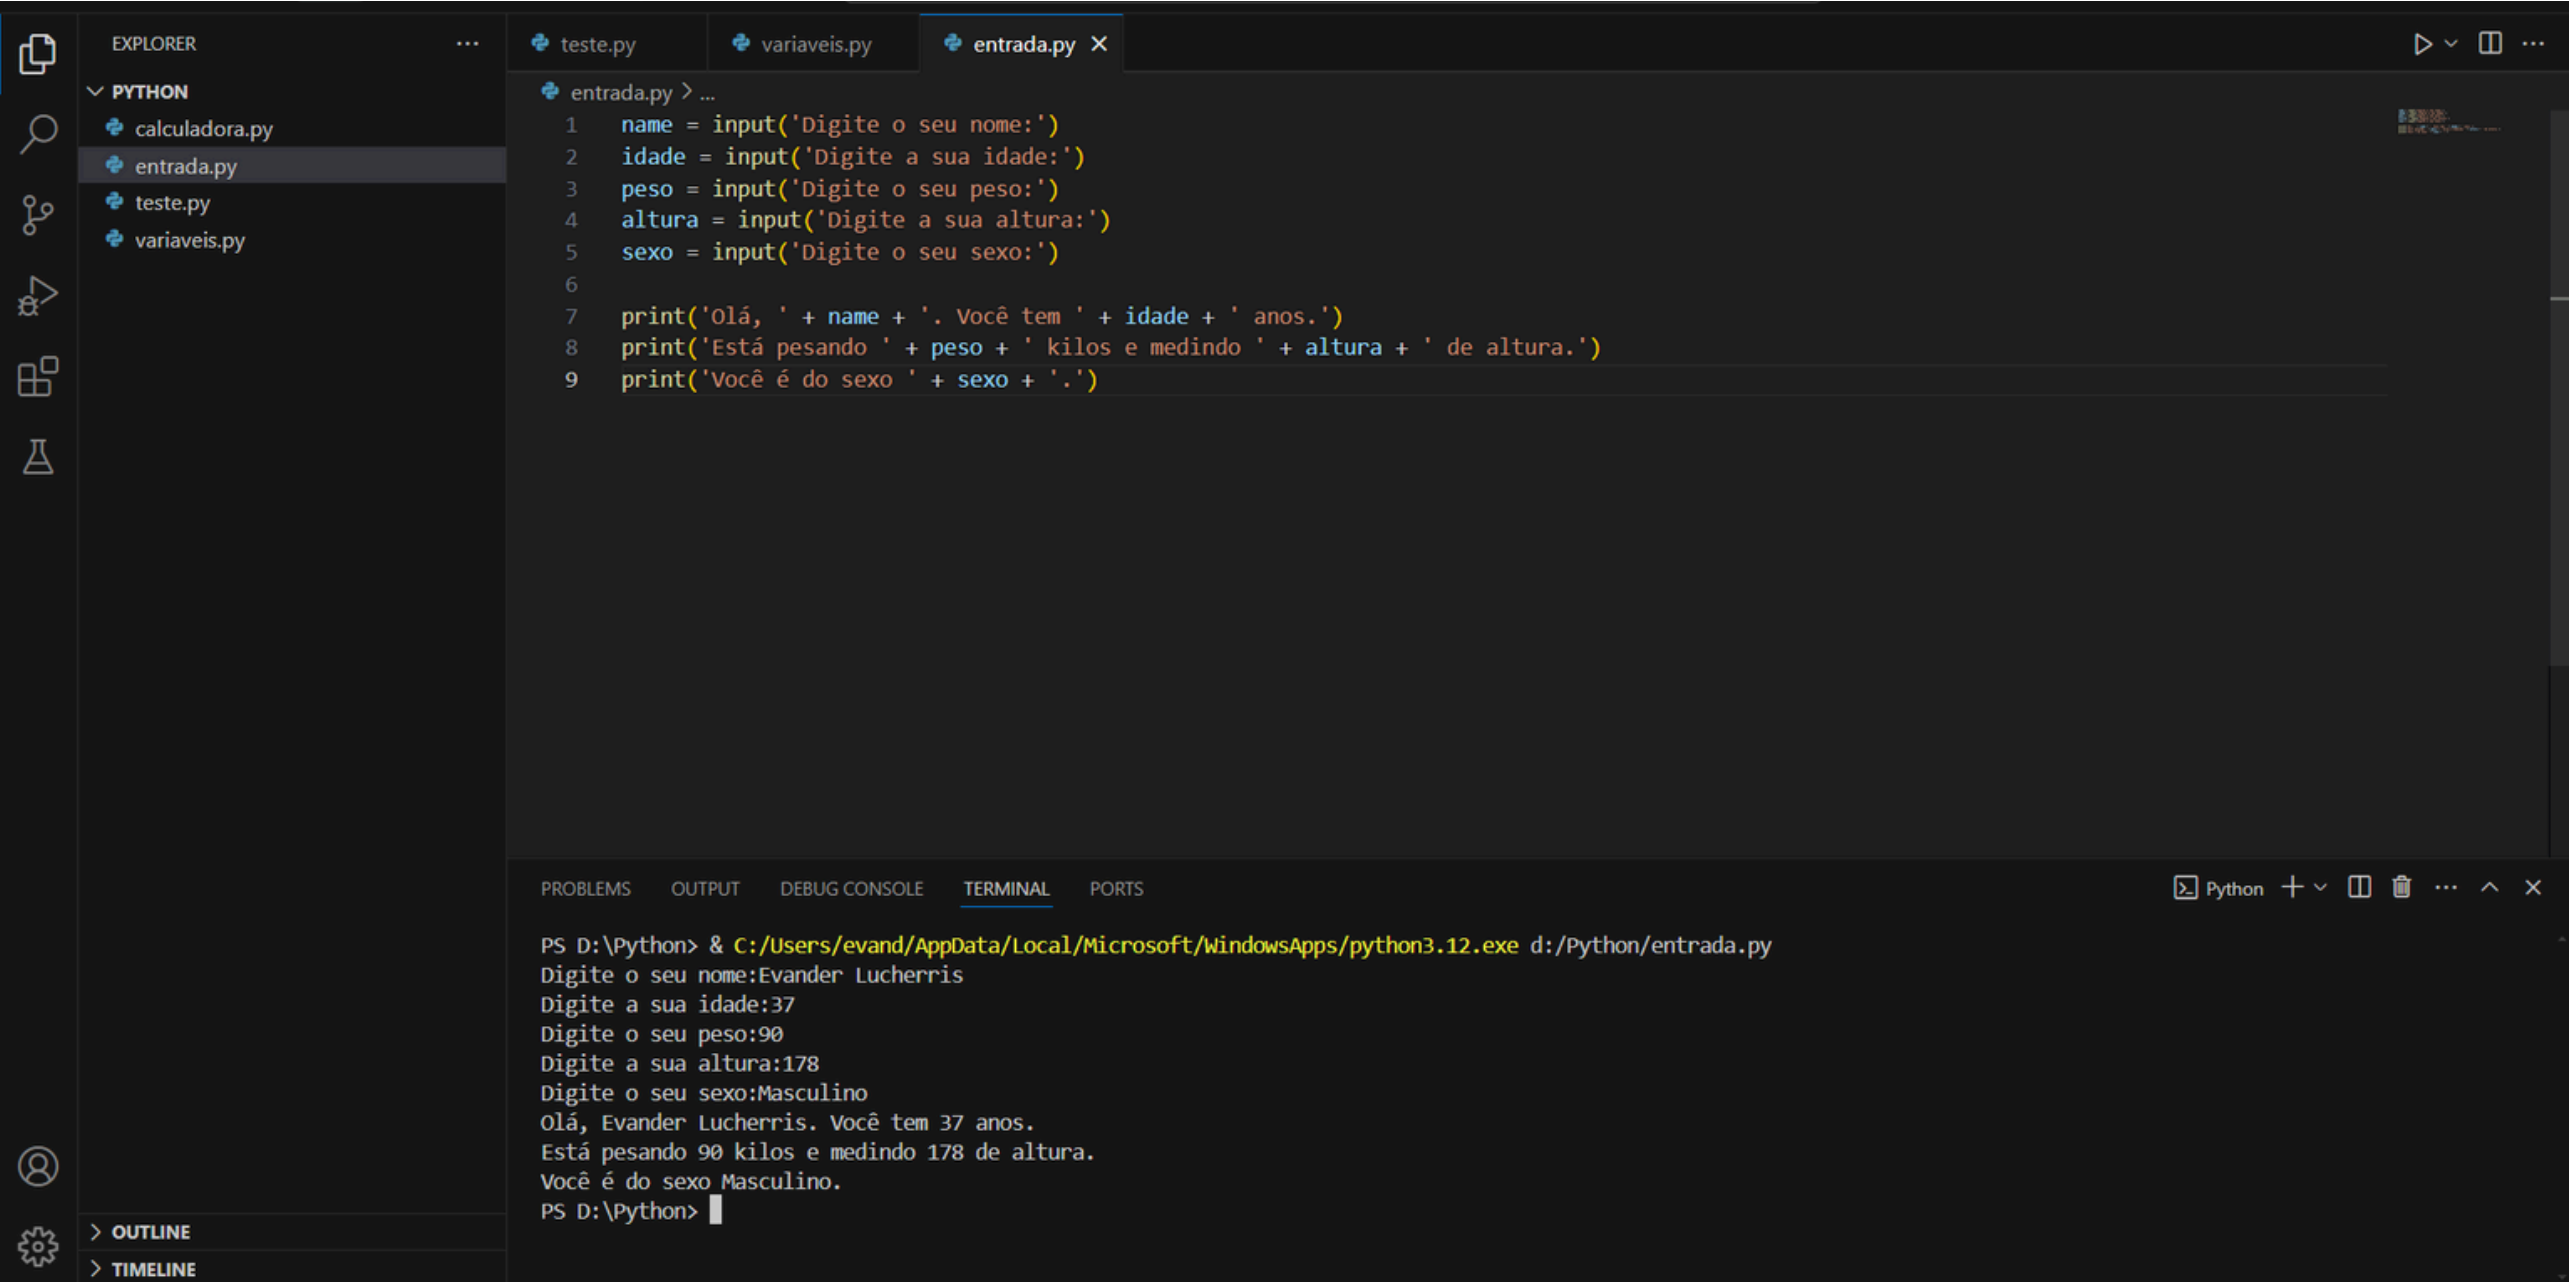 EXPLORER
PYTHON
calculadora.py
entrada.py
teste.py
variaveis.py
OUTLINE
TIMELINE
teste.py variaveis.py entrada.py
entrada.py > ...
1 name = input('Digite o seu nome:')
2 idade = input('Digite a sua idade:')
3 peso = input('Digite o seu peso:')
4 altura = input('Digite a sua altura:')
5 sexo = input('Digite o seu sexo:')
6
7 print('Olá, ' + name + '. Você tem ' + idade + ' anos.')
8 print('Está pesando ' + peso + ' kilos e medindo ' + altura + ' de altura.')
9 print('Você é do sexo ' + sexo + '.')
PROBLEMS OUTPUT DEBUG CONSOLE TERMINAL PORTS Python
PS D:\Python> & C:/Users/evand/AppData/Local/Microsoft/WindowsApps/python3.12.exe d:/Python/entrada.py
Digite o seu nome:Evander Lucherris
Digite a sua idade:37
Digite o seu peso:90
Digite a sua altura:178
Digite o seu sexo:Masculino
Olá, Evander Lucherris. Você tem 37 anos.
Está pesando 90 kilos e medindo 178 de altura.
Você é do sexo Masculino.
PS D:\Python>